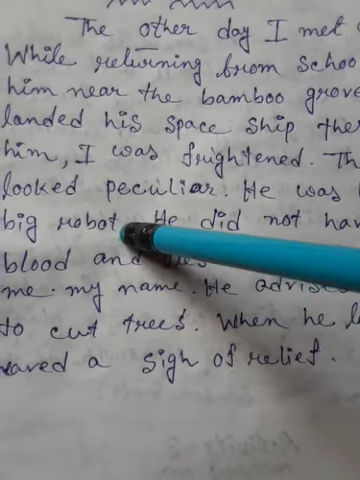 The other day I met
While returning from schoo
him near the bamboo grove
landed his space ship ther
him, I was frightened. Th
looked peculiar. He was
big robot. He did not hav
blood and
me my name. He advise
to cut trees. When he l
eaved a sigh of relief.